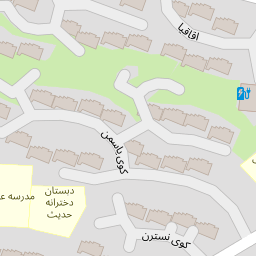 اقاقیا
کوی یاسمن
دبستان
دخترانه
حدیث
مدرسه
کوی نسترن